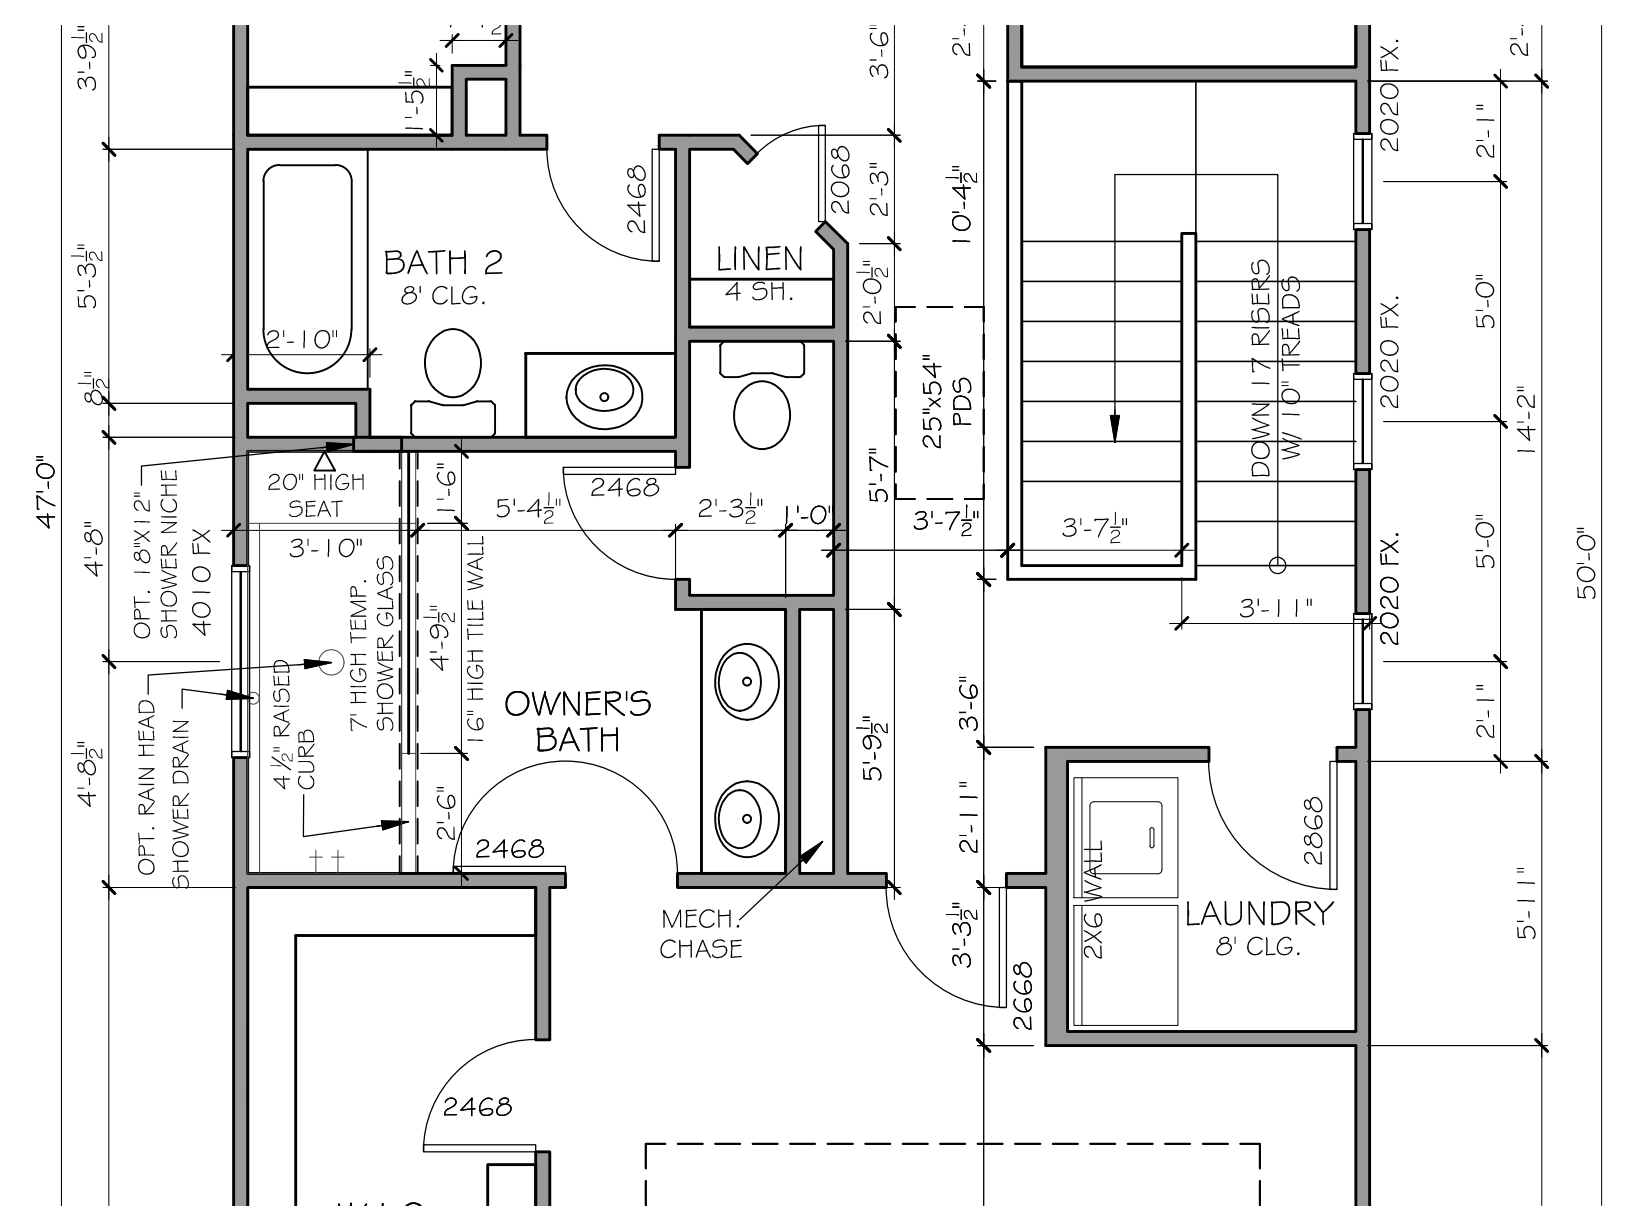 3'-9½"
1'-5½"
3'-6"
2'-
2'-
2020 FX.
2'-1"
2468
2068
2'-3"
10'-4½"
BATH 2
8' CLG.
LINEN
4 SH.
5'-3½"
2'-0½"
DOWN 17 RISERS
W/ 10" TREADS
5'-0"
2020 FX.
2'-10"
8½"
25"x54"
PDS
14'-2"
47'-0"
OPT. 18"X12"
SHOWER NICHE
4010 FX
20" HIGH
SEAT
1'-6"
2468
5'-7"
5'-4½"
2'-3½"
1'-0"
3'-7½"
3'-7½"
4'-8"
3'-10"
7' HIGH TEMP.
SHOWER GLASS
4'-9½"
16" HIGH TILE WALL
2020 FX.
5'-0"
50'-0"
3'-11"
OPT. RAIN HEAD
SHOWER DRAIN
4 ½" RAISED
CURB
OWNER'S
BATH
3'-6"
2'-1"
4'-8½"
5'-9½"
2'-6"
2468
2'-11"
2868
2X6 WALL
MECH.
CHASE
3'-3½"
LAUNDRY
8' CLG.
5'-11"
2668
2468